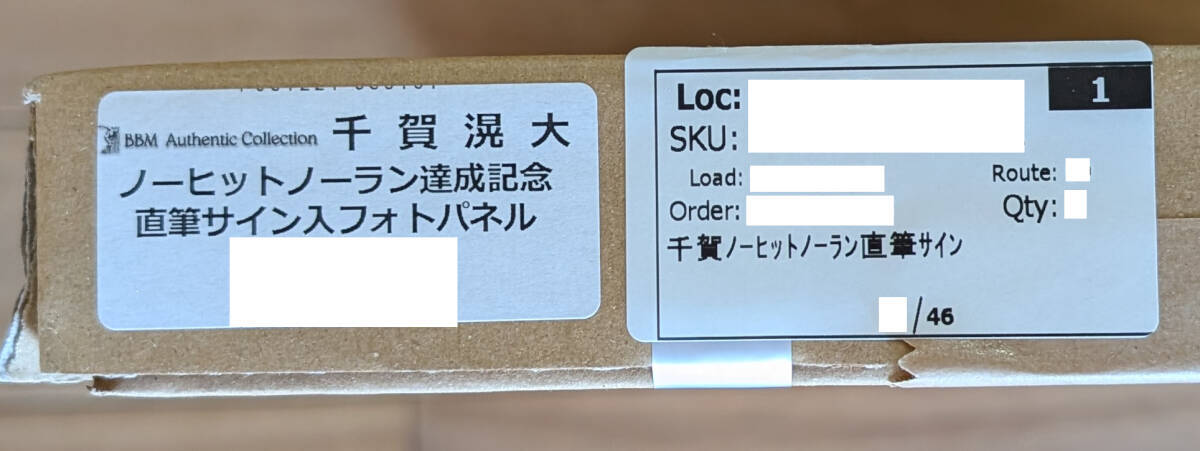 BBM Authentic Collection 千賀滉大
ノーヒットノーラン達成記念
直筆サイン入フォトパネル
1
Loc:
SKU:
Load:
Route:
Order:
Qty:
千賀ノーヒットノーラン直筆サイン
/46